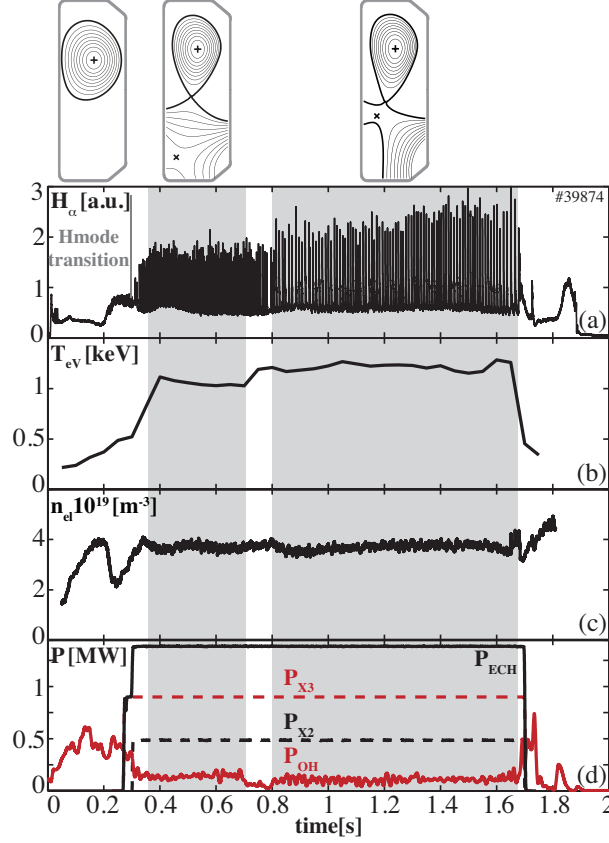 3
Hα [a.u.]
#39874
2
Hmode
transition
1
0
(a)
TeV [keV]
1
0.5
(b)
0
nel 10¹⁹ [m⁻³]
4
2
(c)
0
P [MW]
PECH
PX3
1
PX2
0.5
POH
(d)
0
0 0.2 0.4 0.6 0.8 1 1.2 1.4 1.6 1.8 2
time[s]